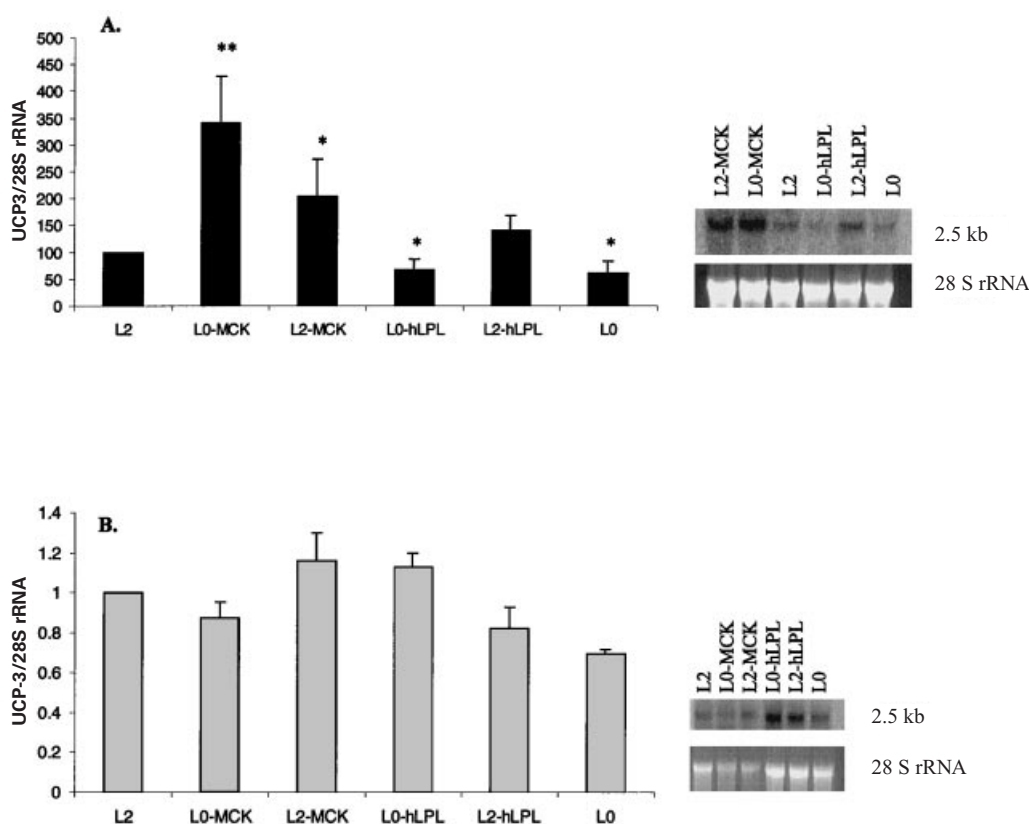 A.
UCP3/28S rRNA
500
450
400
350
300
250
200
150
100
50
0
**
*
*
*
L2
L0-MCK
L2-MCK
L0-hLPL
L2-hLPL
L0
L2-MCK
L0-MCK
L2
L0-hLPL
L2-hLPL
L0
2.5 kb
28 S rRNA
B.
UCP-3/28S rRNA
1.4
1.2
1
0.8
0.6
0.4
0.2
0
L2
L0-MCK
L2-MCK
L0-hLPL
L2-hLPL
L0
L2
L0-MCK
L2-MCK
L0-hLPL
L2-hLPL
L0
2.5 kb
28 S rRNA